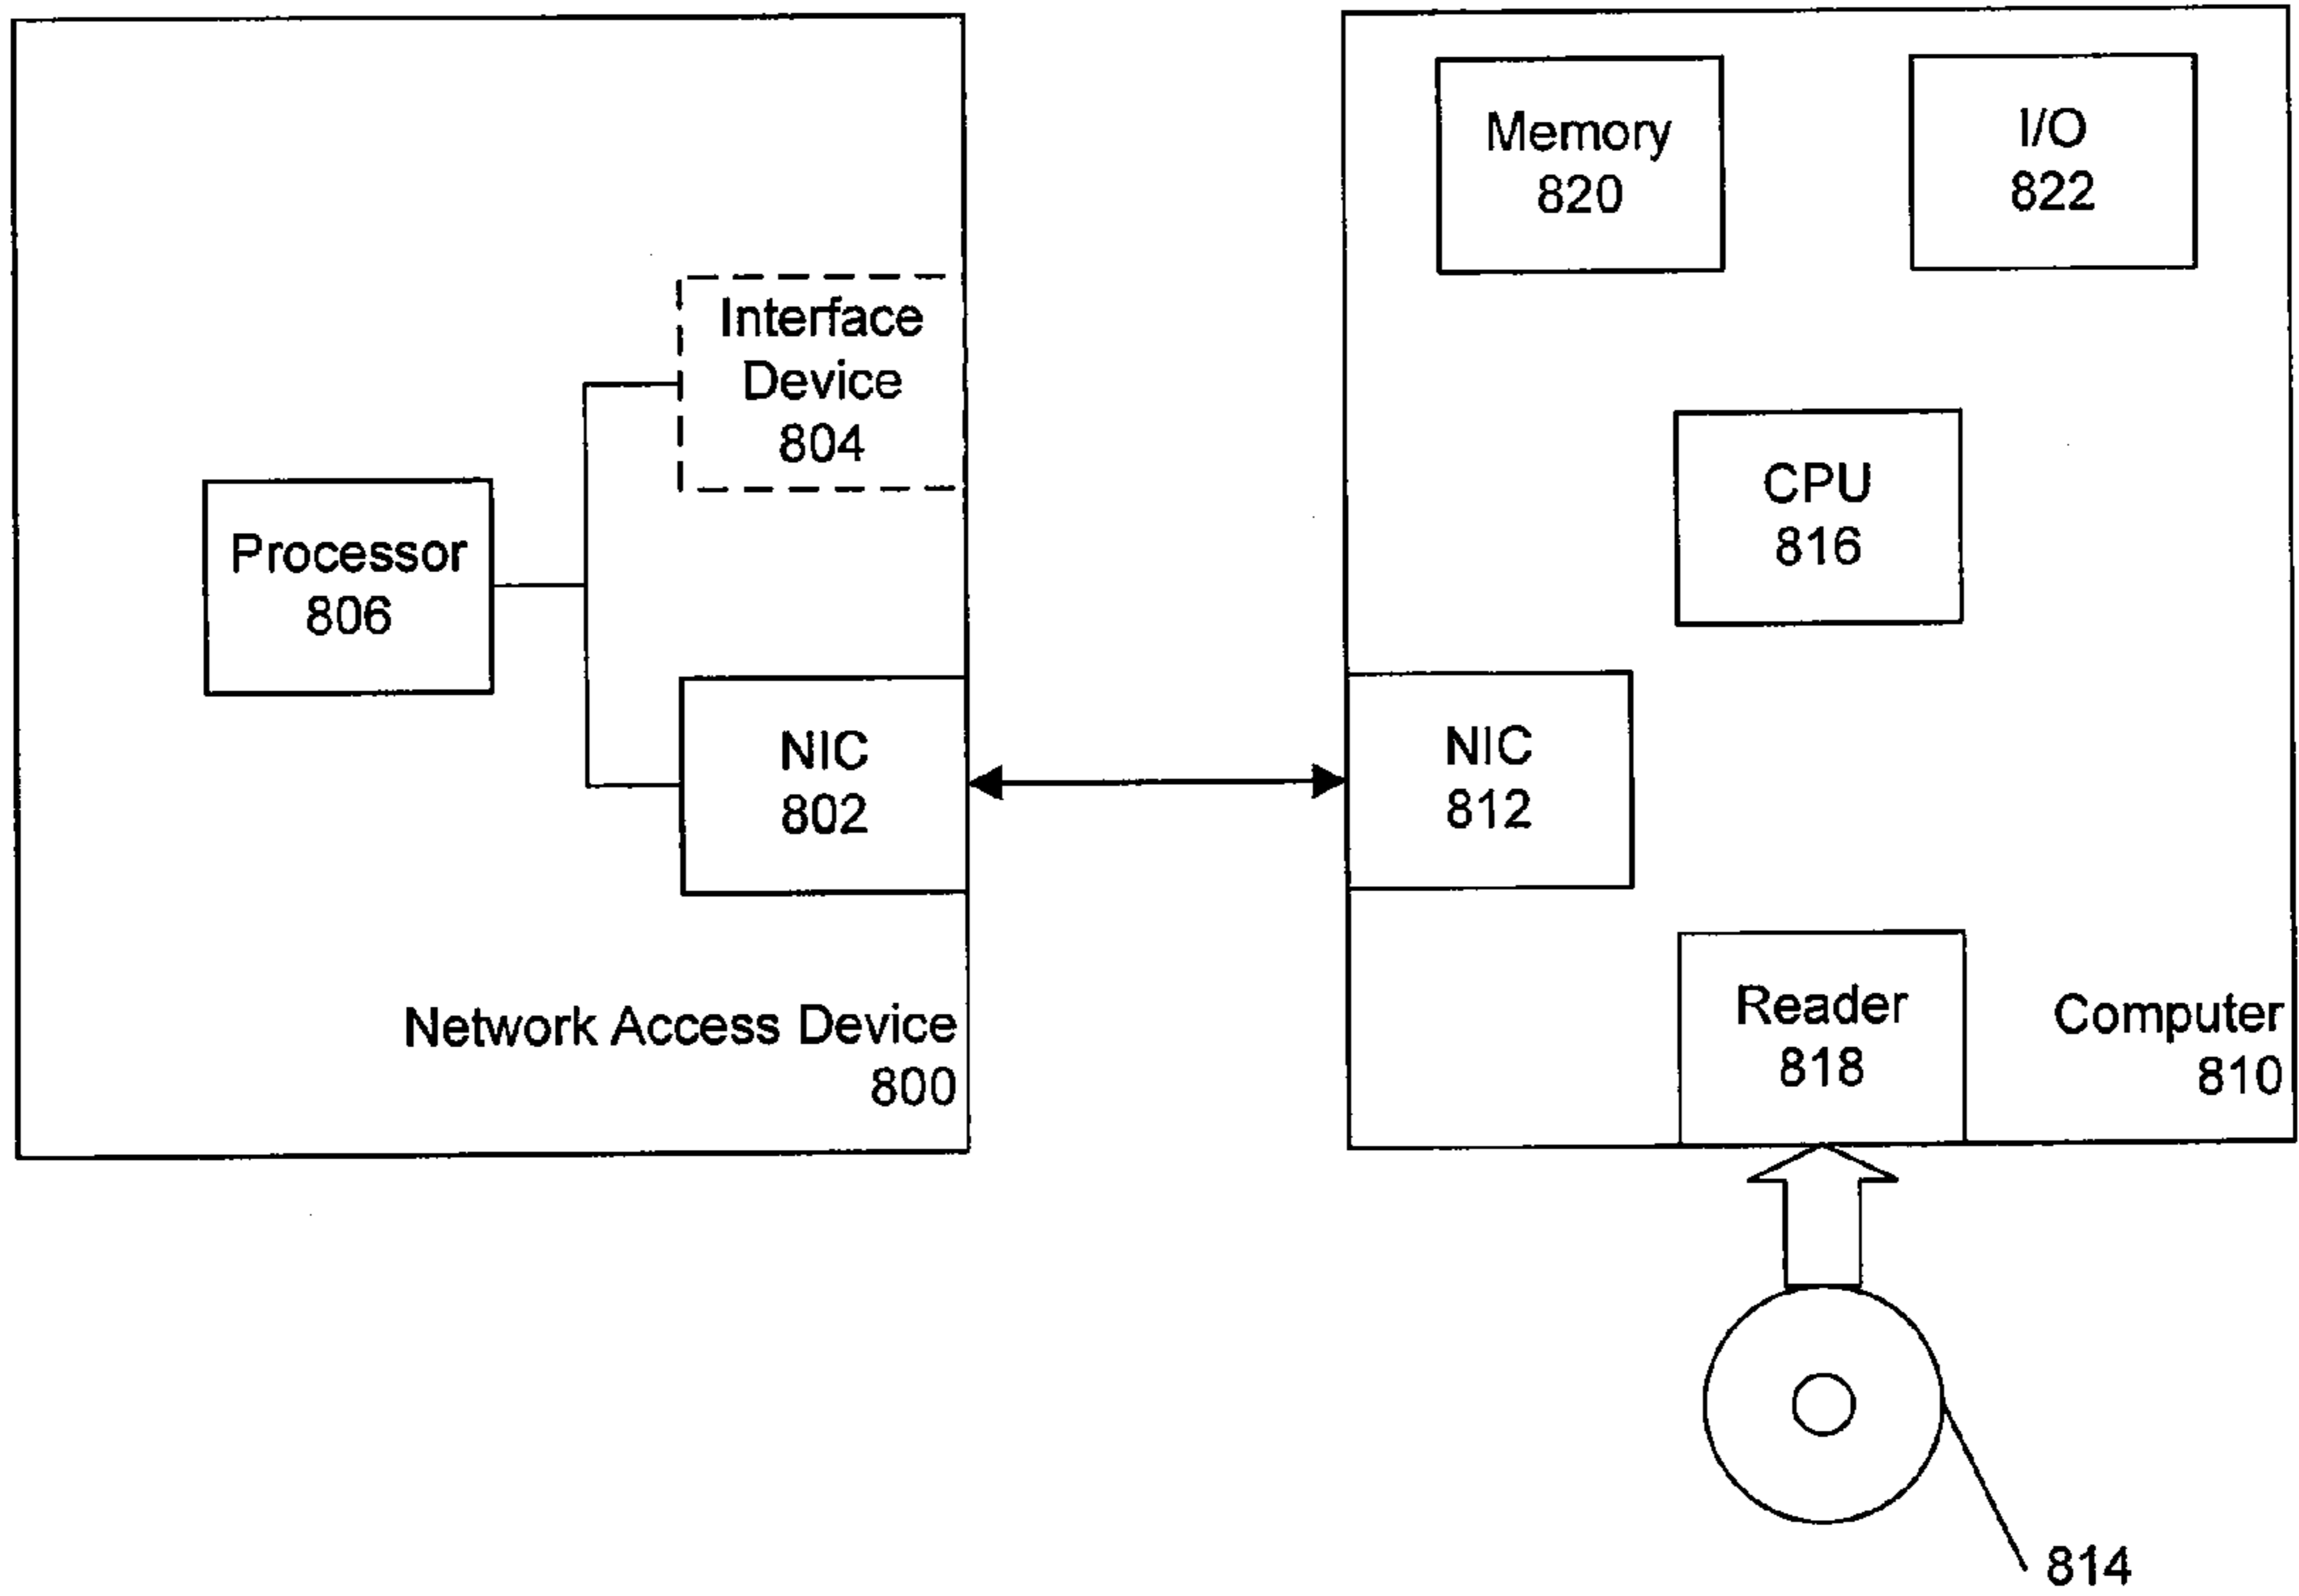 Interface
Device
804
Processor
806
NIC
802
Network Access Device
800
Memory
820
I/O
822
CPU
816
NIC
812
Reader
818
Computer
810
814